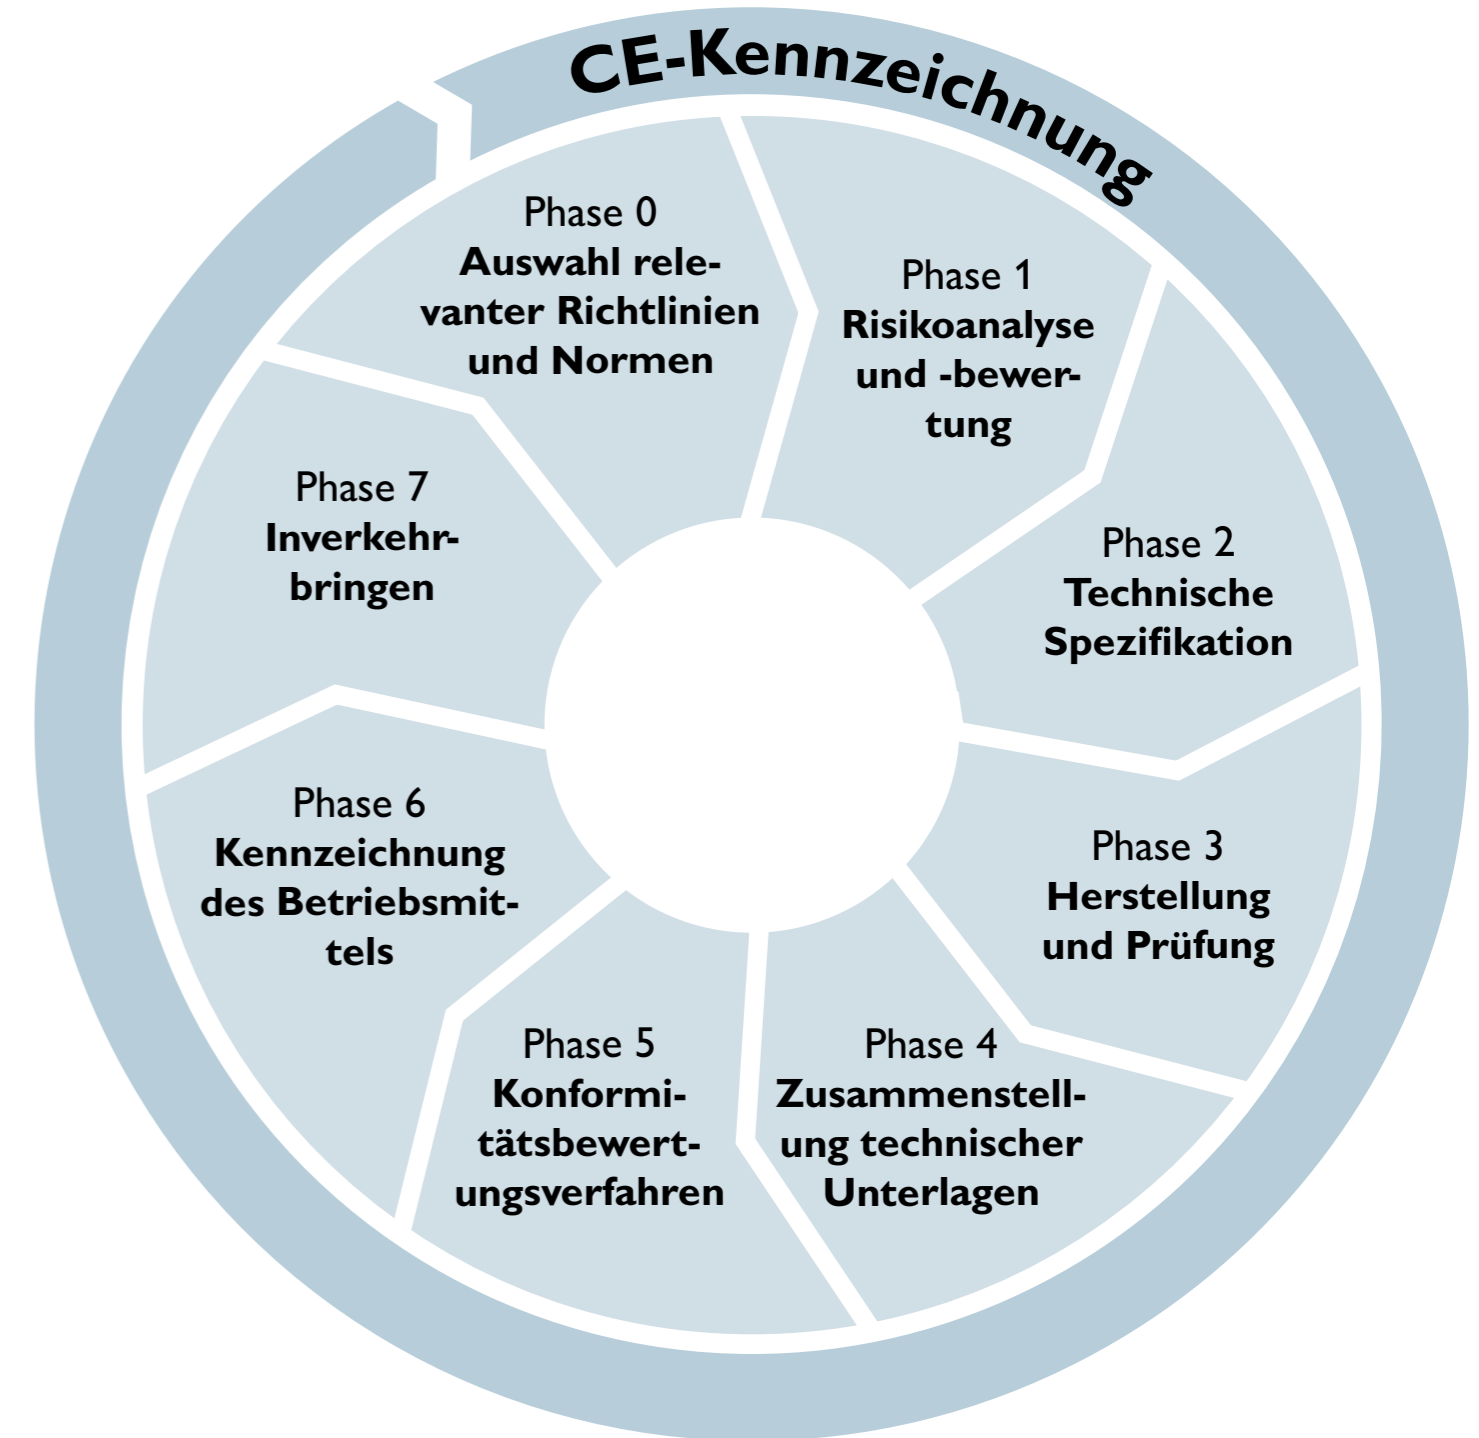 CE-Kennzeichnung
Phase 0
Auswahl rele-
vanter Richtlinien
und Normen
Phase 1
Risikoanalyse
und -bewer-
tung
Phase 2
Technische
Spezifikation
Phase 3
Herstellung
und Prüfung
Phase 4
Zusammenstell-
ung technischer
Unterlagen
Phase 5
Konformi-
tätsbewert-
ungsverfahren
Phase 6
Kennzeichnung
des Betriebsmit-
tels
Phase 7
Inverkehr-
bringen